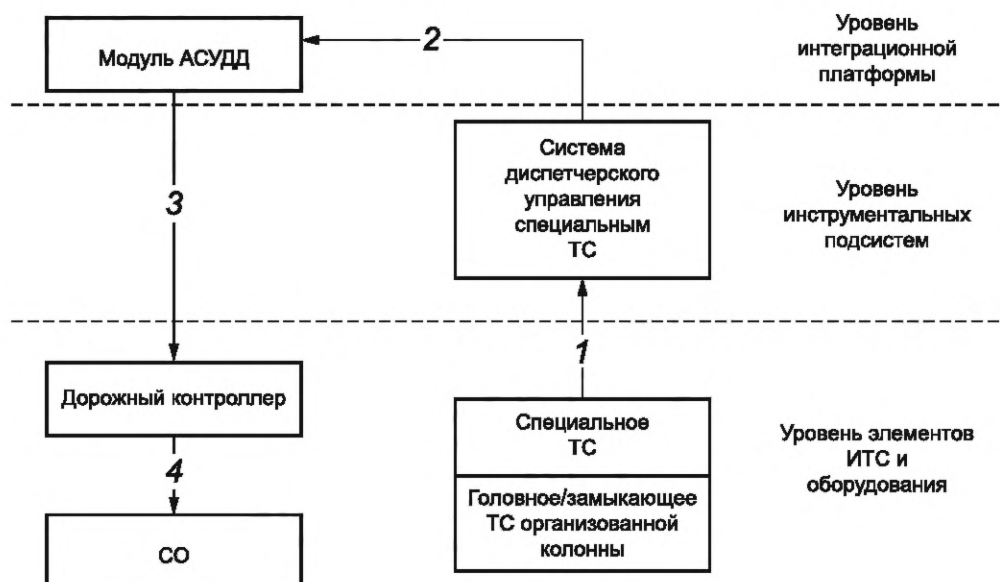 Модуль АСУДД
2
Уровень
интеграционной
платформы
Система
диспетчерского
управления
специальным
ТС
Уровень
инструментальных
подсистем
3
1
Дорожный контроллер
Специальное
ТС
Уровень элементов
ИТС и
оборудования
4
Головное/замыкающее
ТС организованной
колонны
СО